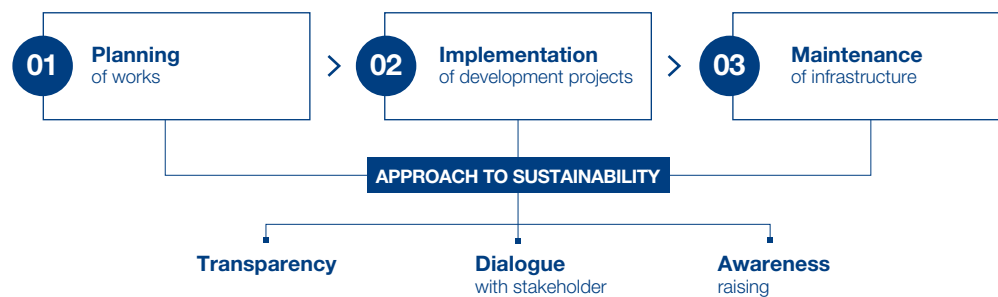 01
Planning
of works
>
02
Implementation
of development projects
>
03
Maintenance
of infrastructure
APPROACH TO SUSTAINABILITY
Transparency
Dialogue
with stakeholder
Awareness
raising